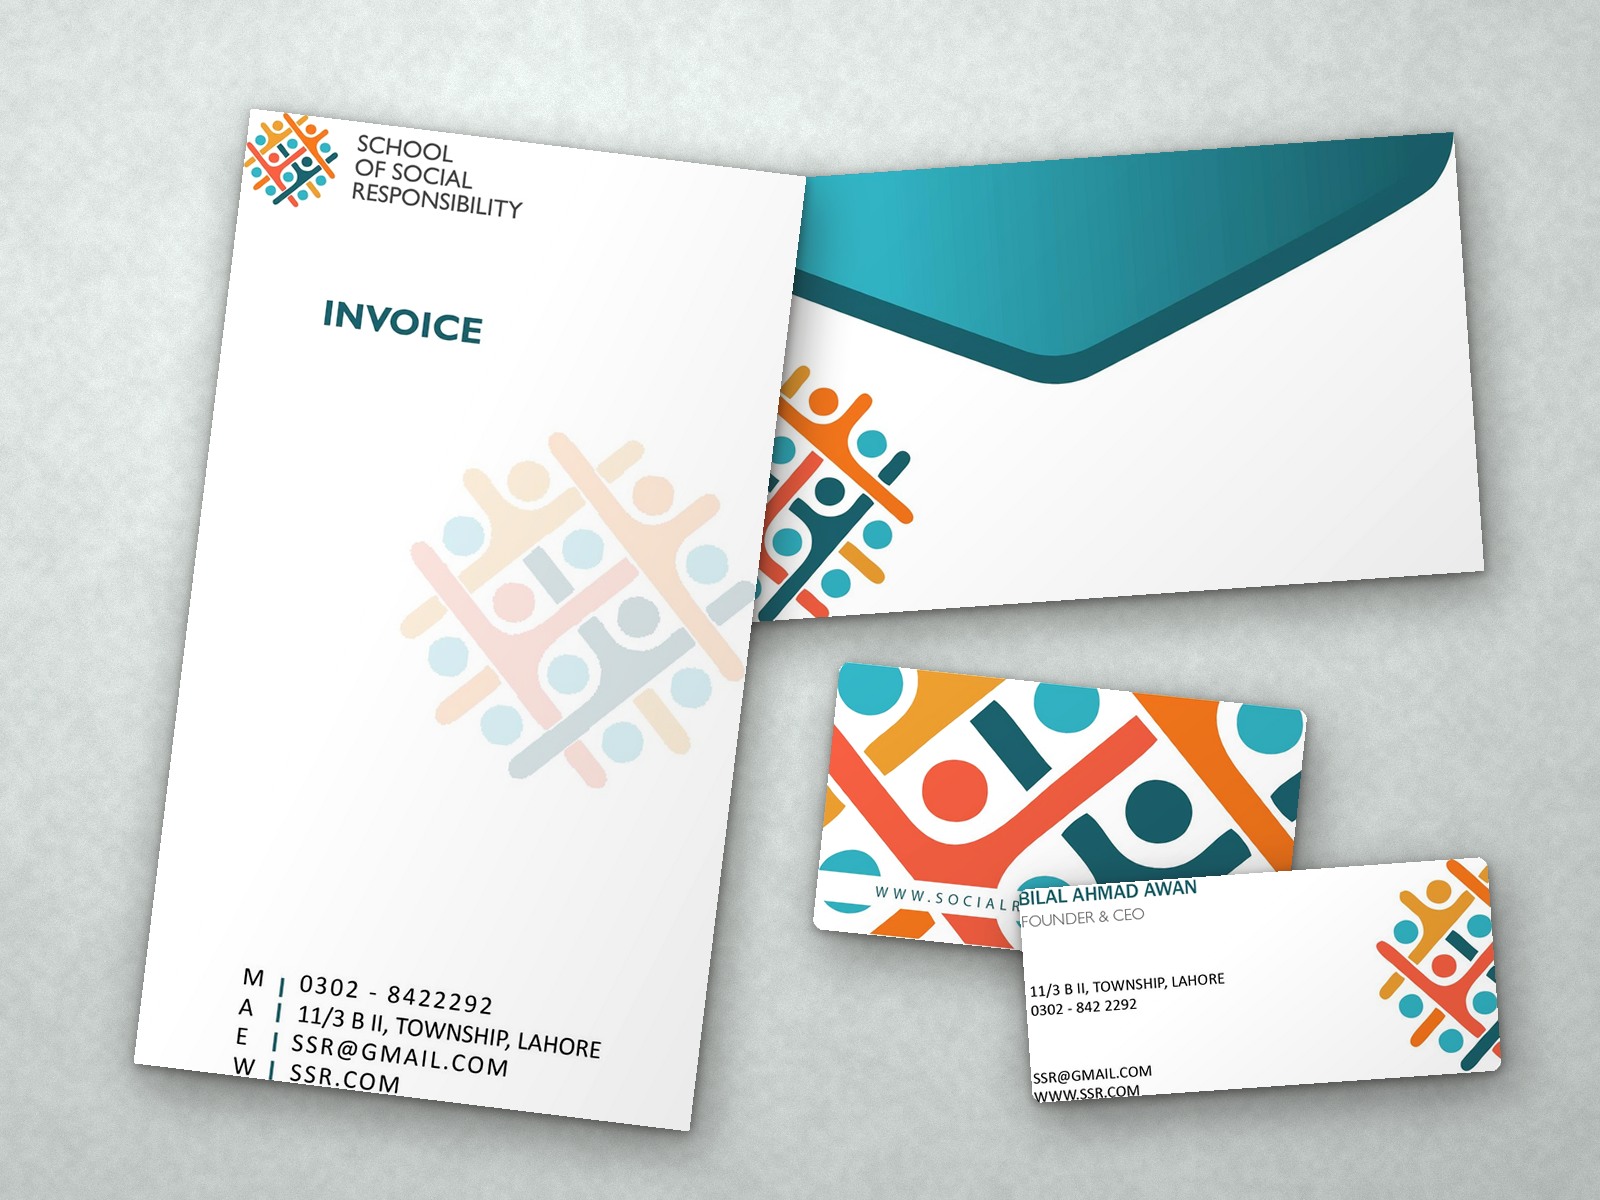 SCHOOL
OF SOCIAL
RESPONSIBILITY
INVOICE
M | 0302 - 8422292
A | 11/3 B II, TOWNSHIP, LAHORE
E | SSR@GMAIL.COM
W | SSR.COM
WWW.SOCIALR
BILAL AHMAD AWAN
FOUNDER & CEO
11/3 B II, TOWNSHIP, LAHORE
0302 - 842 2292
SSR@GMAIL.COM
WWW.SSR.COM